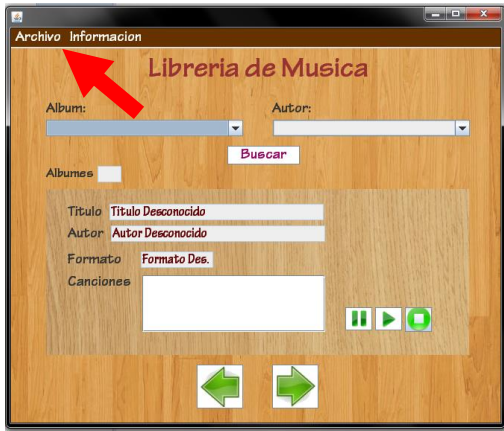 Archivo Informacion
Libreria de Musica
Album: Autor:
Buscar
Albumes
Titulo Titulo Desconocido
Autor Autor Desconocido
Formato Formato Des.
Canciones